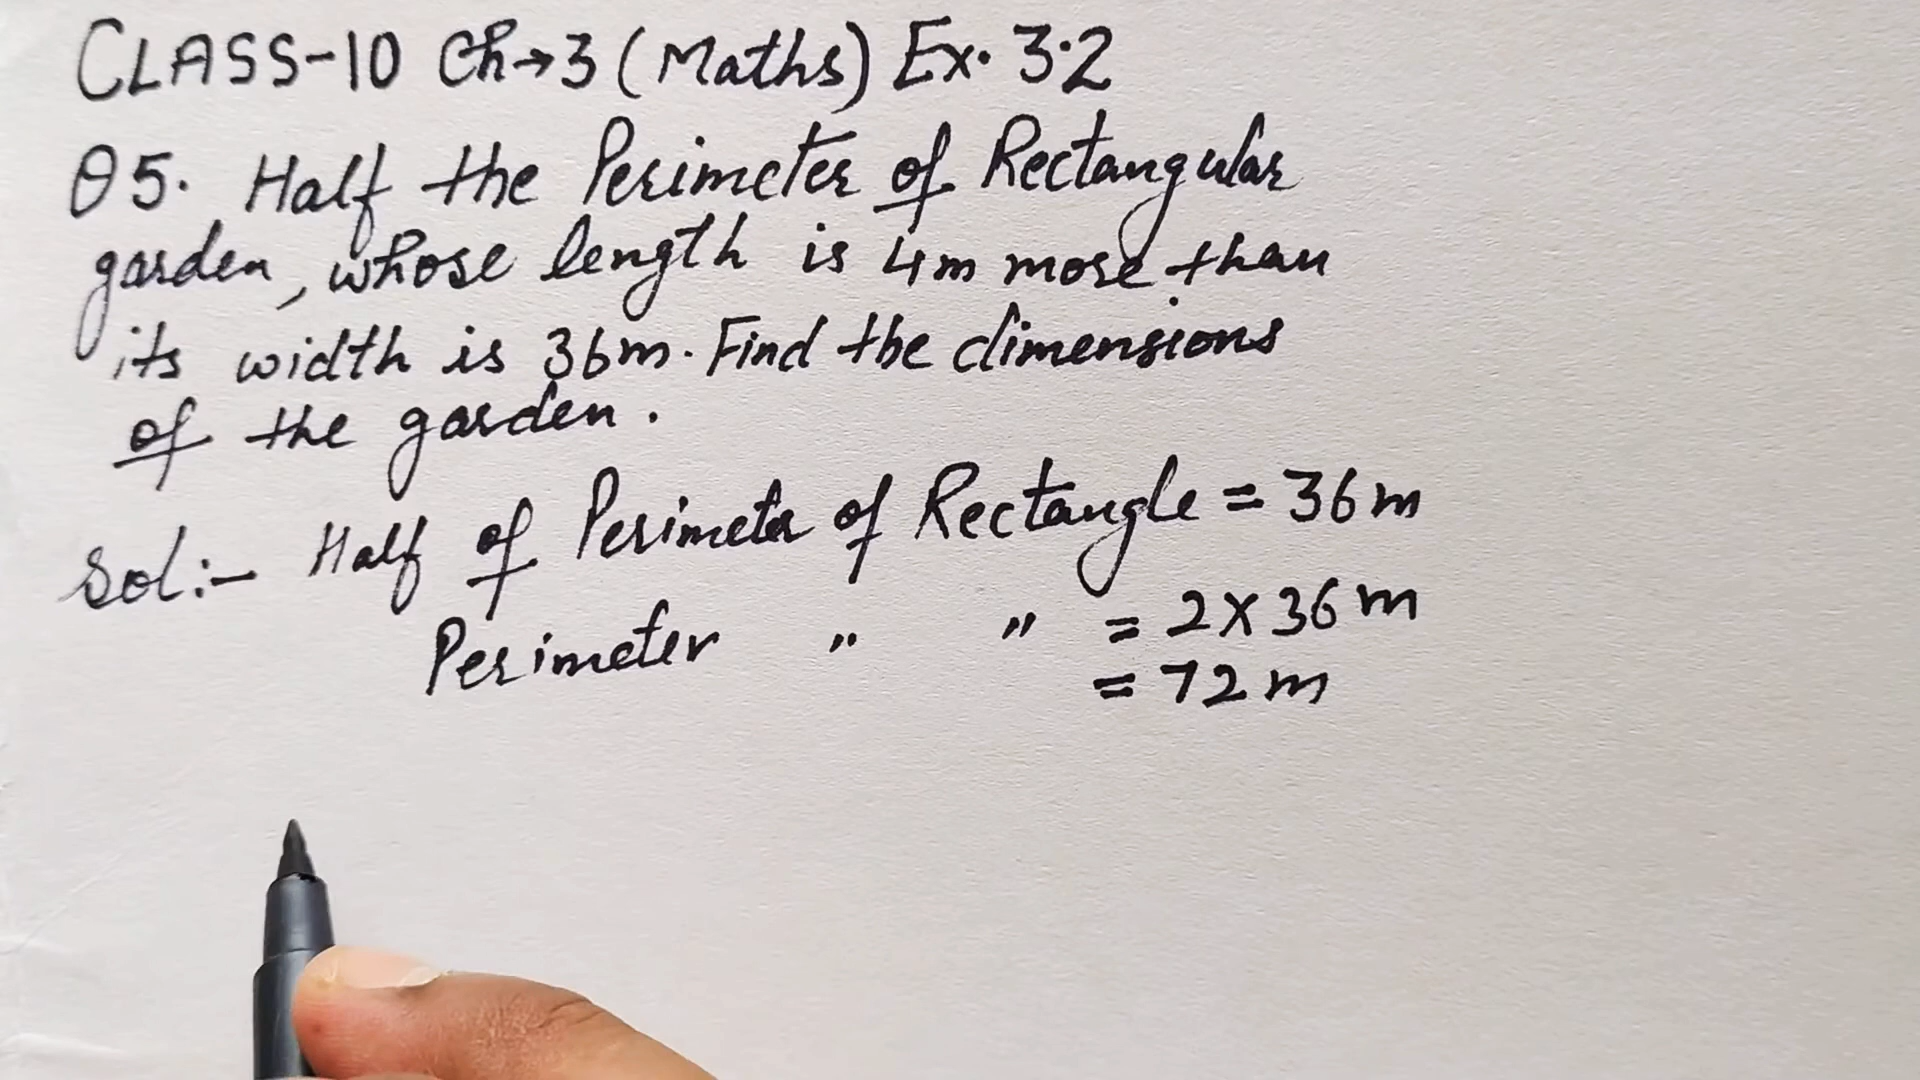 CLASS-10 Ch→3 (Maths) Ex. 3.2
Q5. Half the Perimeter of Rectangular
garden, whose length is 4m more than
its width is 36m. Find the dimensions
of the garden.
Sol:- Half of Perimeter of Rectangle = 36m
Perimeter " " = 2 X 36 m
= 72 m